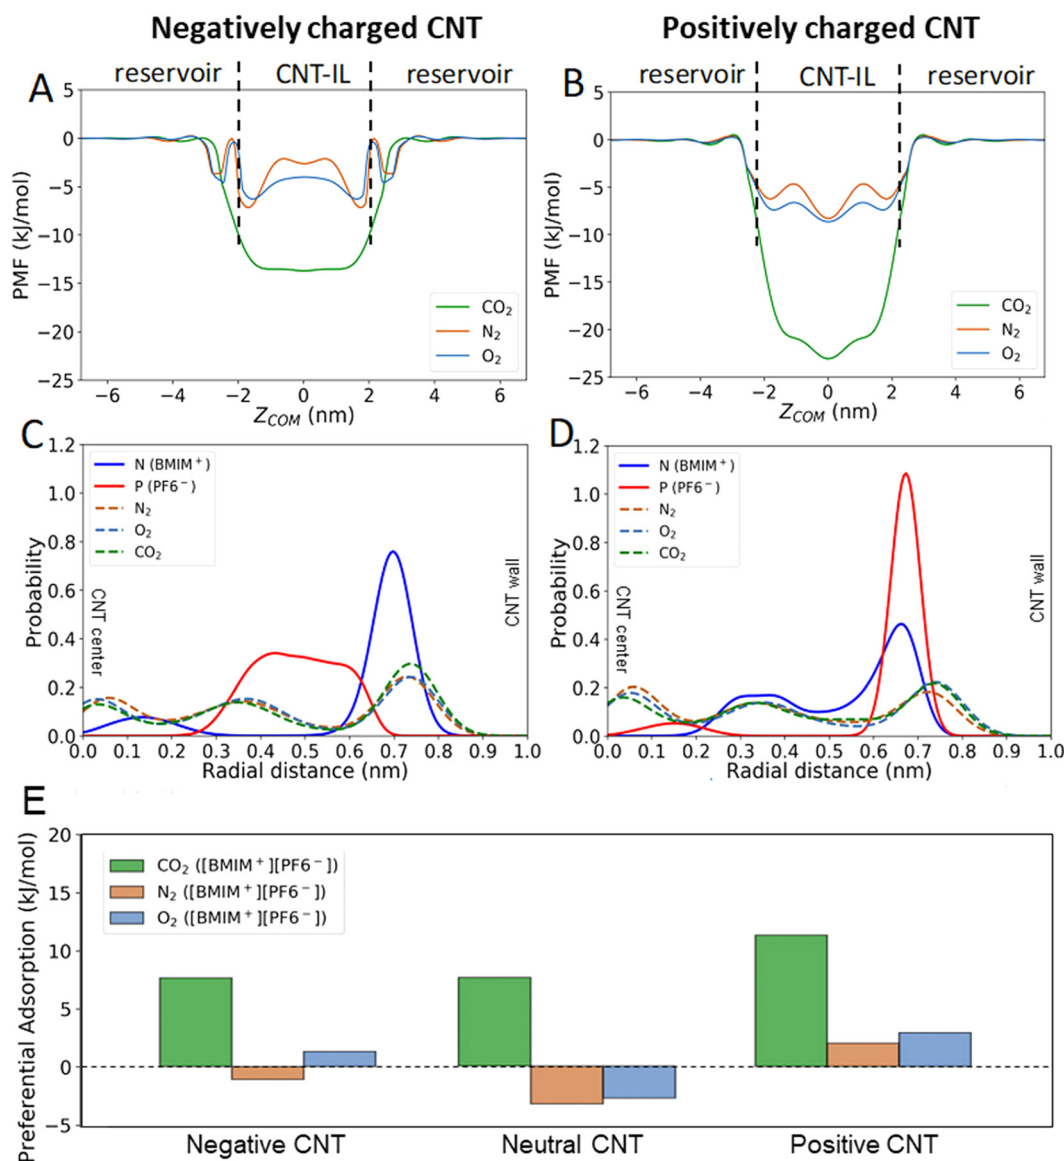 Negatively charged CNT
Positively charged CNT
reservoir CNT-IL reservoir
reservoir CNT-IL reservoir
A
PMF (kJ/mol)
5
0
−5
−10
−15
−20
−25
CO2
N2
O2
−6 −4 −2 0 2 4 6
ZCOM (nm)
B
PMF (kJ/mol)
5
0
−5
−10
−15
−20
−25
CO2
N2
O2
−6 −4 −2 0 2 4 6
ZCOM (nm)
C
Probability
1.2
1.0
0.8
0.6
0.4
0.2
0.0
N (BMIM+)
P (PF6−)
N2
O2
CO2
CNT center
CNT wall
0.0 0.1 0.2 0.3 0.4 0.5 0.6 0.7 0.8 0.9 1.0
Radial distance (nm)
D
Probability
1.2
1.0
0.8
0.6
0.4
0.2
0.0
N (BMIM+)
P (PF6−)
N2
O2
CO2
CNT center
CNT wall
0.0 0.1 0.2 0.3 0.4 0.5 0.6 0.7 0.8 0.9 1.0
Radial distance (nm)
E
Preferential Adsorption (kJ/mol)
20
15
10
5
0
−5
CO2 ([BMIM+][PF6−])
N2 ([BMIM+][PF6−])
O2 ([BMIM+][PF6−])
Negative CNT Neutral CNT Positive CNT